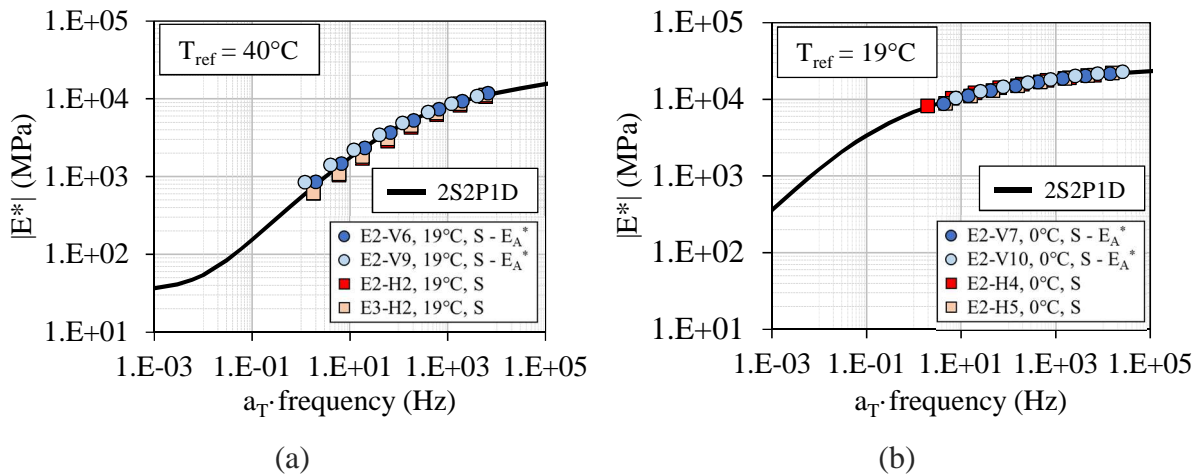 T_ref = 40°C
1.E+05
1.E+04
1.E+03
1.E+02
1.E+01
|E*| (MPa)
2S2P1D
E2-V6, 19°C, S - E_A*
E2-V9, 19°C, S - E_A*
E2-H2, 19°C, S
E3-H2, 19°C, S
1.E-03 1.E-01 1.E+01 1.E+03 1.E+05
a_T·frequency (Hz)
(a)
T_ref = 19°C
1.E+05
1.E+04
1.E+03
1.E+02
1.E+01
|E*| (MPa)
2S2P1D
E2-V7, 0°C, S - E_A*
E2-V10, 0°C, S - E_A*
E2-H4, 0°C, S
E2-H5, 0°C, S
1.E-03 1.E-01 1.E+01 1.E+03 1.E+05
a_T·frequency (Hz)
(b)